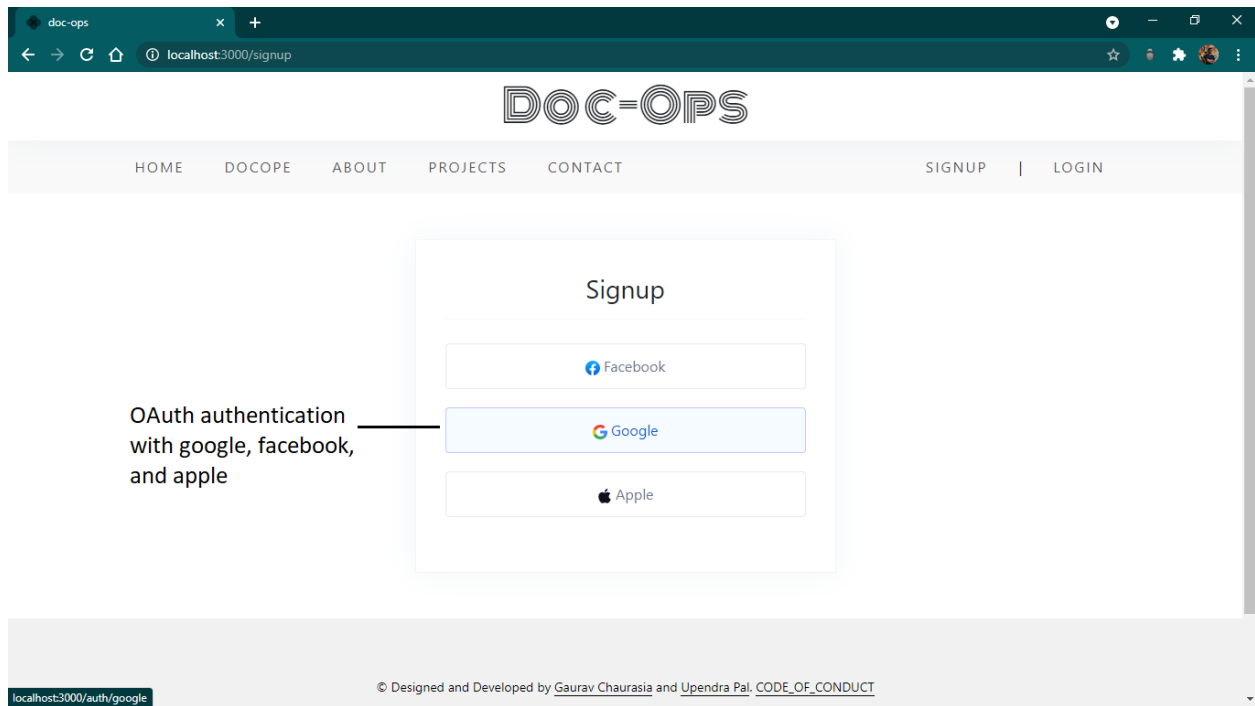 doc-ops
localhost:3000/signup
Doc-Ops
HOME DOCOPE ABOUT PROJECTS CONTACT SIGNUP | LOGIN
Signup
Facebook
OAuth authentication
with google, facebook,
and apple
Google
Apple
© Designed and Developed by Gaurav Chaurasia and Upendra Pal. CODE_OF_CONDUCT
localhost:3000/auth/google